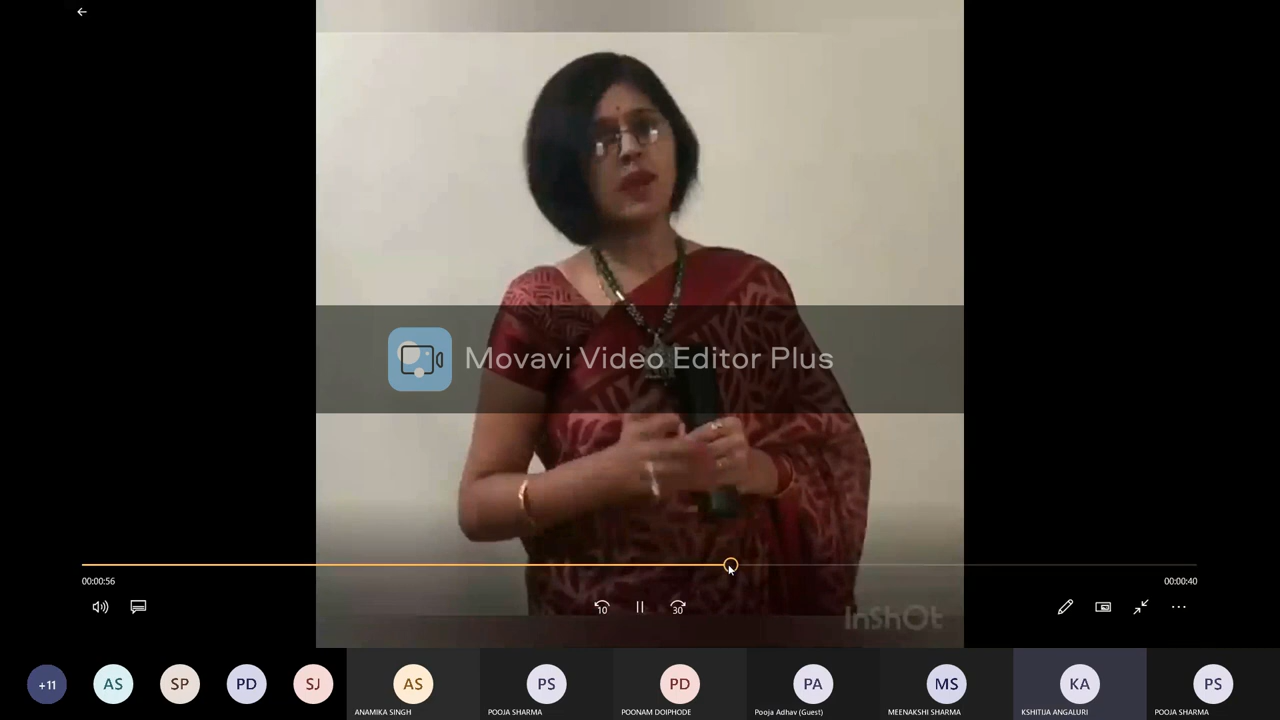 Movavi Video Editor Plus
00:00:56
00:00:40
10
30
InShOt
+11
AS
SP
PD
SJ
AS
PS
PD
PA
MS
KA
PS
ANAMIKA SINGH
POOJA SHARMA
POONAM DOIPHODE
Pooja Adhav (Guest)
MEENAKSHI SHARMA
KSHITIJA ANGALURI
POOJA SHARMA